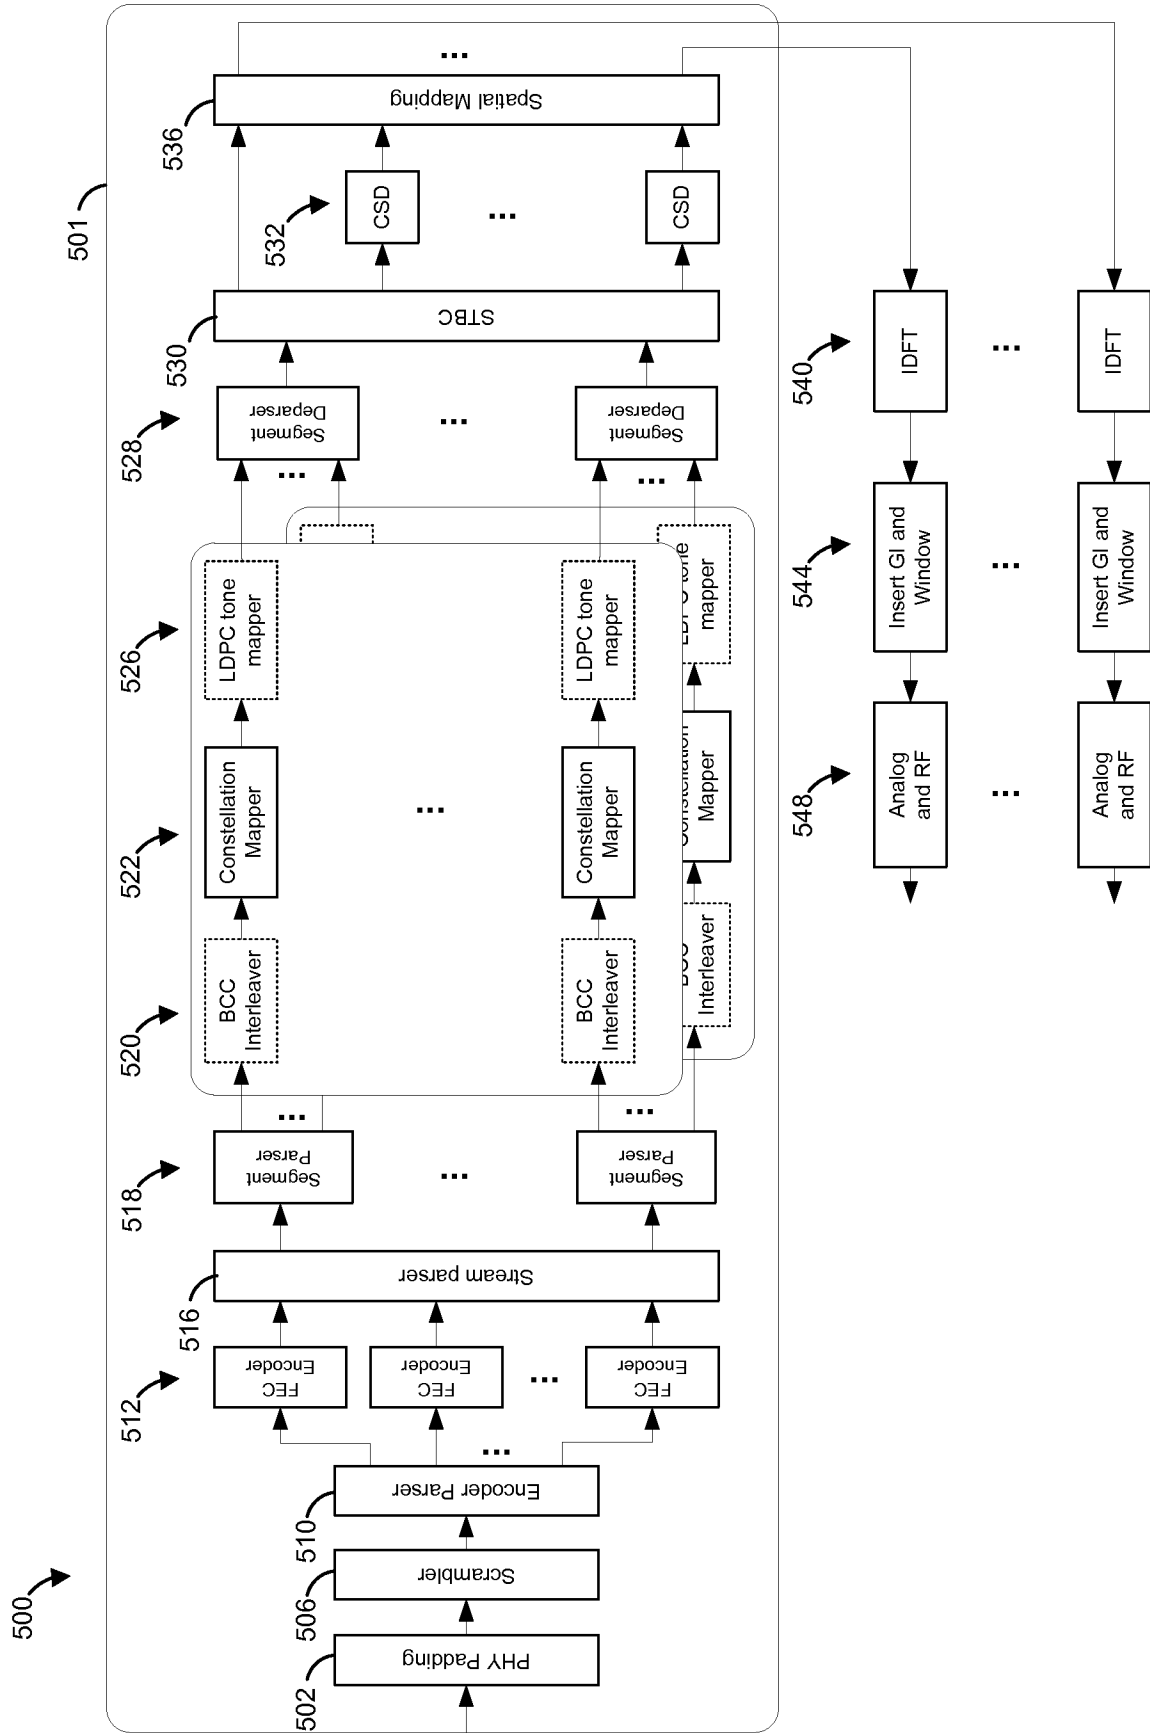 500
501
502
PHY Padding
506
Scrambler
510
Encoder Parser
...
512
FEC
Encoder
FEC
Encoder
...
FEC
Encoder
516
Stream parser
518
Segment
Parser
...
Segment
Parser
...
...
520
BCC
Interleaver
BCC
Interleaver
Interleaver
522
Constellation
Mapper
...
Constellation
Mapper
Mapper
526
LDPC tone
mapper
LDPC tone
mapper
mapper
...
...
528
Segment
Deparser
...
Segment
Deparser
530
STBC
532
CSD
...
CSD
536
Spatial Mapping
...
540
IDFT
...
IDFT
544
Insert GI and
Window
...
Insert GI and
Window
548
Analog
and RF
...
Analog
and RF